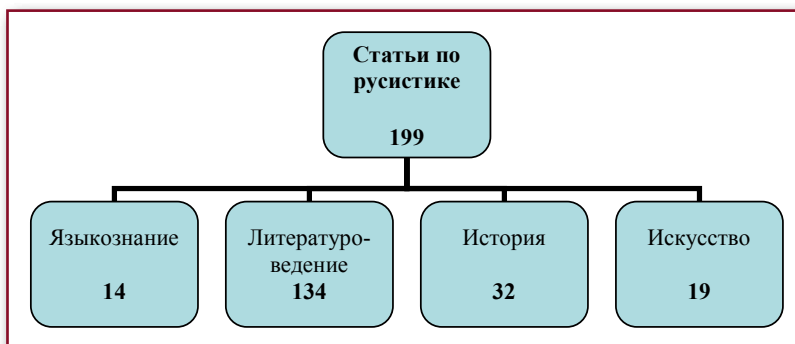 Статьи по
русистике
199
Языкознание
14
Литературо-
ведение
134
История
32
Искусство
19